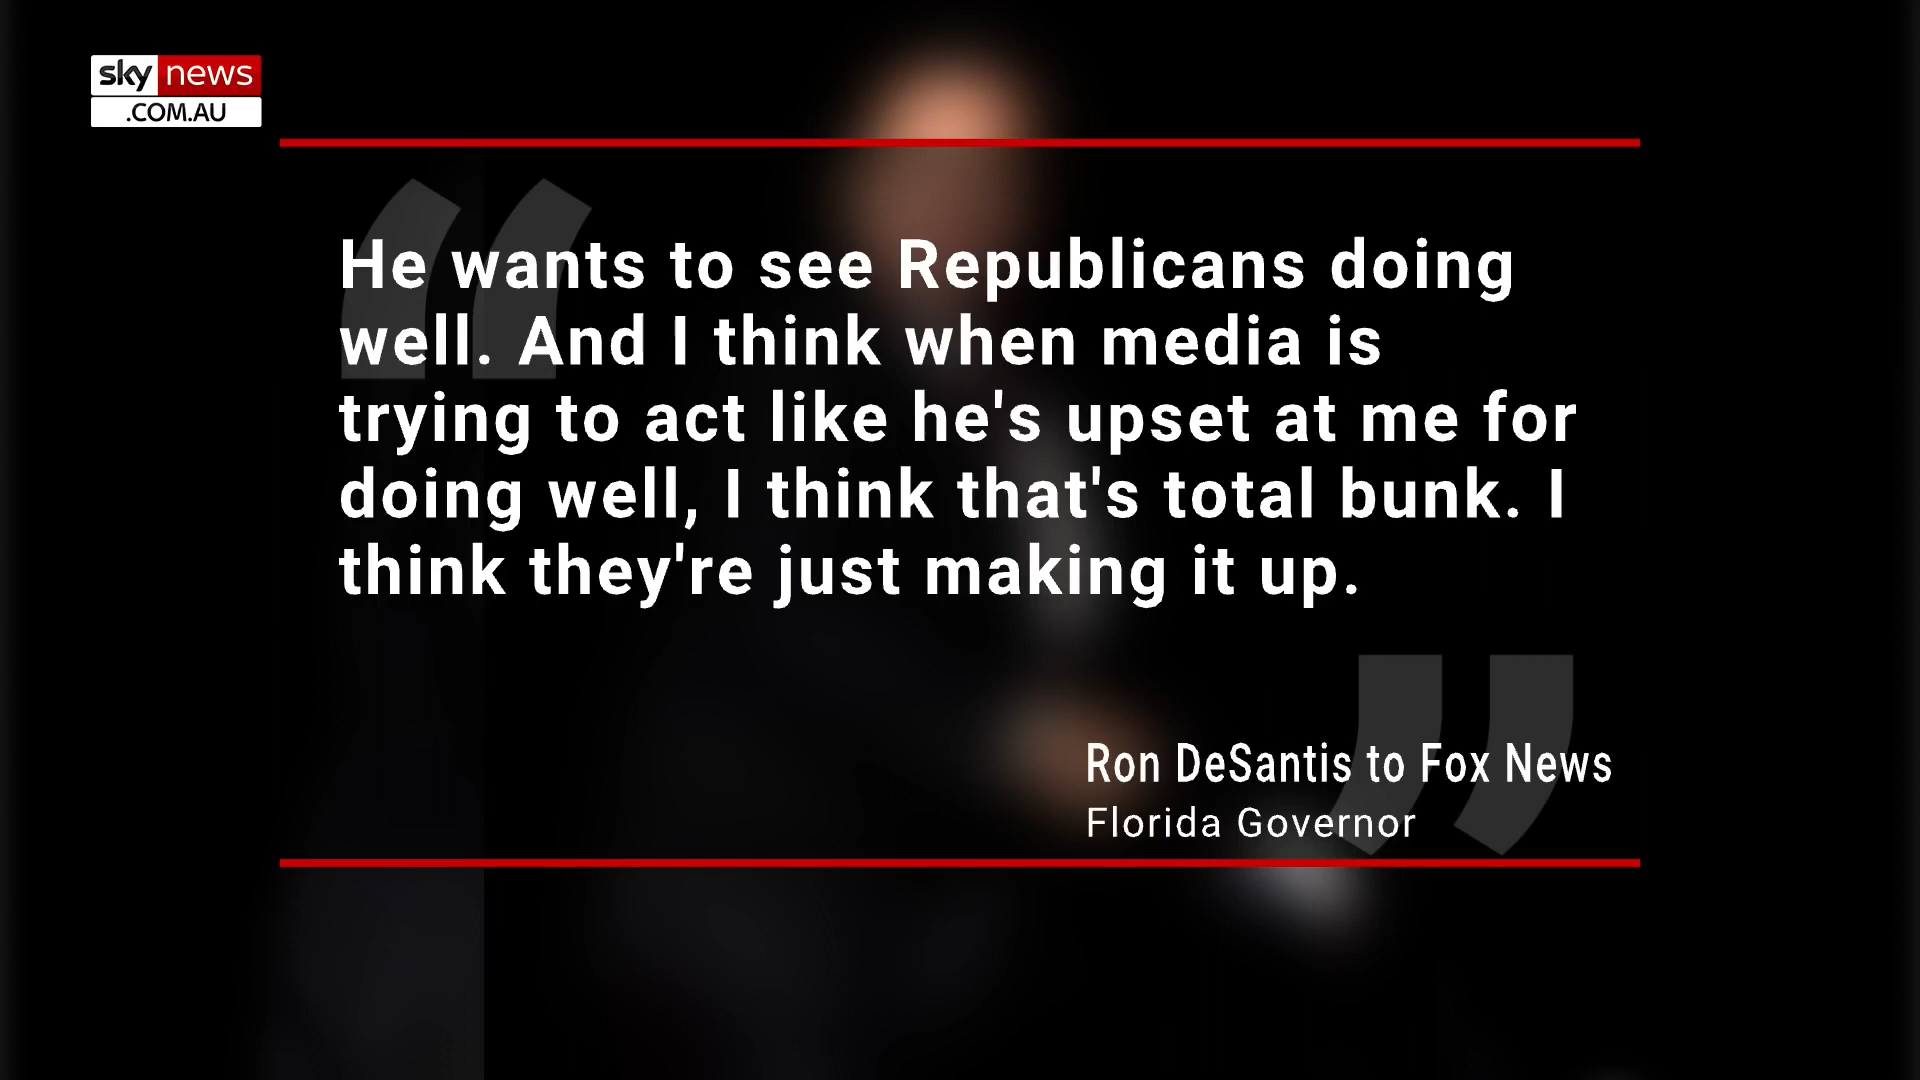 sky news
.COM.AU
He wants to see Republicans doing
well. And I think when media is
trying to act like he's upset at me for
doing well, I think that's total bunk. I
think they're just making it up.
Ron DeSantis to Fox News
Florida Governor